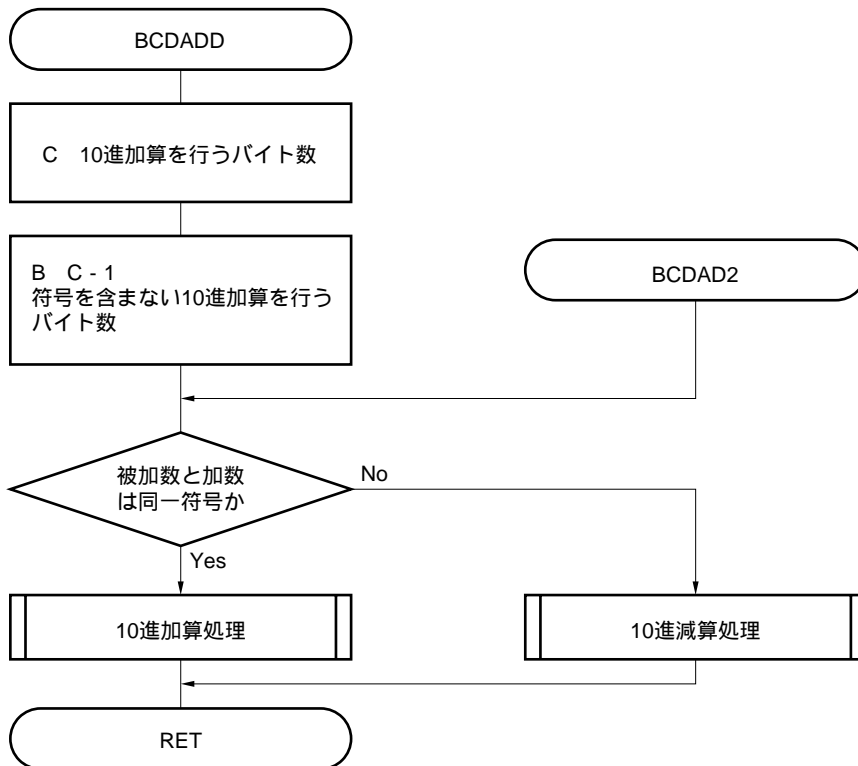 BCDADD
C 10進加算を行うバイト数
B C - 1
符号を含まない10進加算を行う
バイト数
BCDAD2
被加数と加数
は同一符号か
No
Yes
10進加算処理
10進減算処理
RET